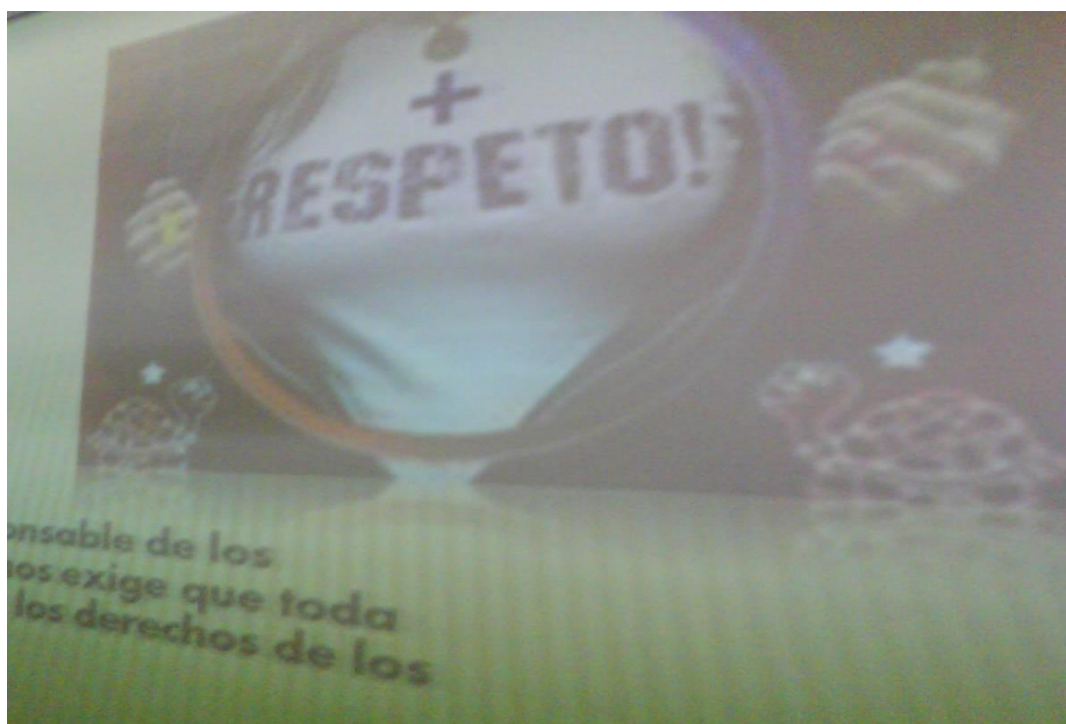 +
RESPETO!
onsable de los
os exige que toda
los derechos de los